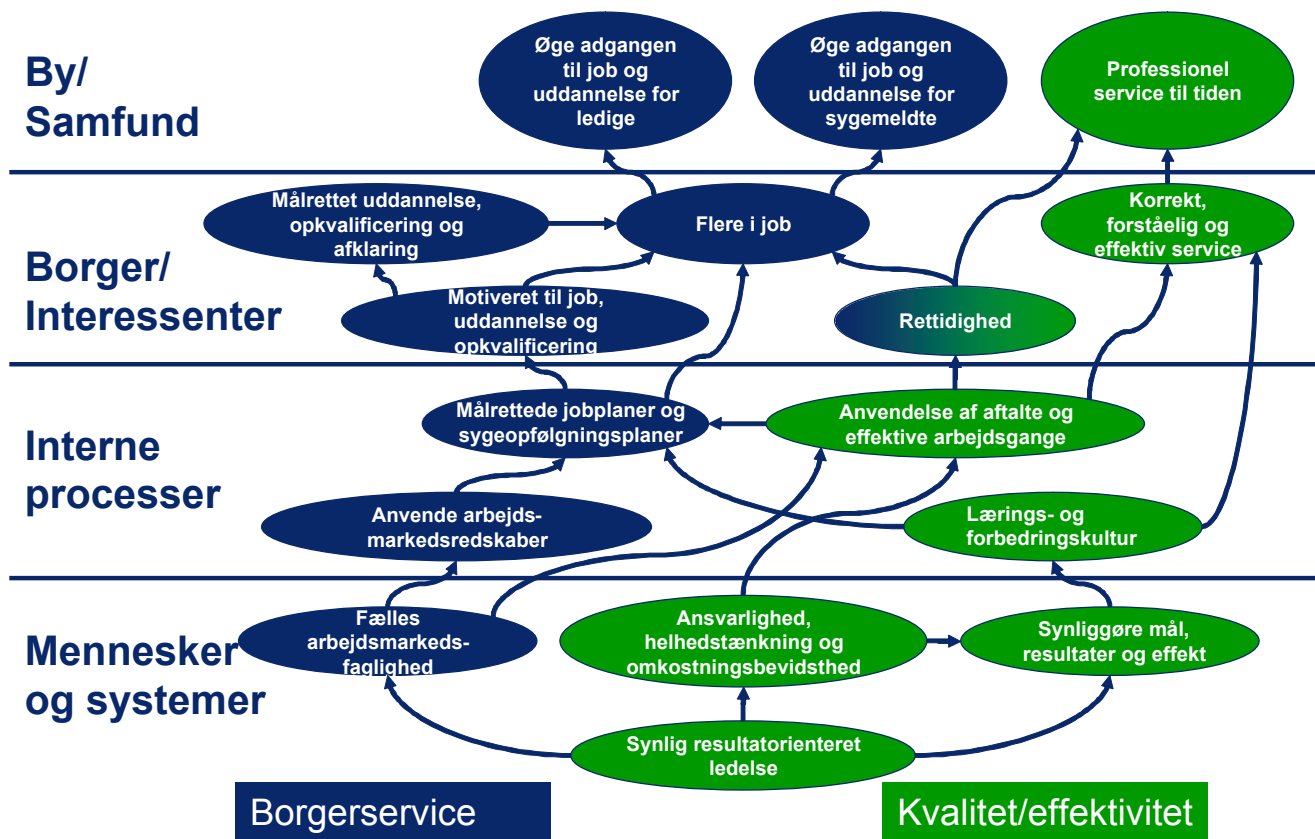 By/
Samfund
Øge adgangen
til job og
uddannelse for
ledige
Øge adgangen
til job og
uddannelse for
sygemeldte
Professionel
service til tiden
Borger/
Interessenter
Målrettet uddannelse,
opkvalificering og
afklaring
Flere i job
Korrekt,
forståelig og
effektiv service
Motiveret til job,
uddannelse og
opkvalificering
Rettidighed
Interne
processer
Målrettede jobplaner og
sygeopfølgningsplaner
Anvendelse af aftalte og
effektive arbejdsgange
Anvende arbejds-
markedsredskaber
Lærings- og
forbedringskultur
Mennesker
og systemer
Fælles
arbejdsmarkeds-
faglighed
Ansvarlighed,
helhedstænkning og
omkostningsbevidsthed
Synliggøre mål,
resultater og effekt
Synlig resultatorienteret
ledelse
Borgerservice
Kvalitet/effektivitet